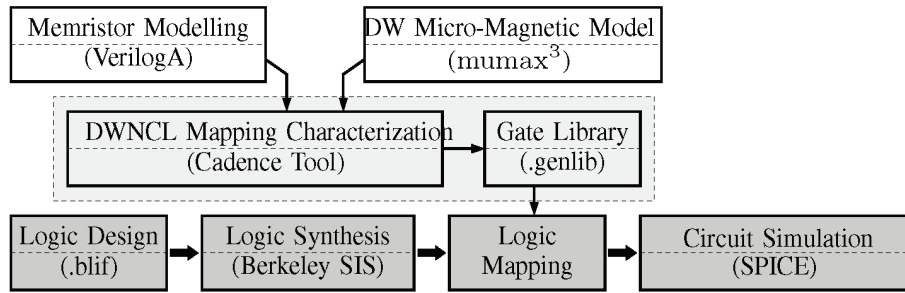 Memristor Modelling
(VerilogA)
DW Micro-Magnetic Model
(mumax³)
DWNCL Mapping Characterization
(Cadence Tool)
Gate Library
(.genlib)
Logic Design
(.blif)
Logic Synthesis
(Berkeley SIS)
Logic
Mapping
Circuit Simulation
(SPICE)